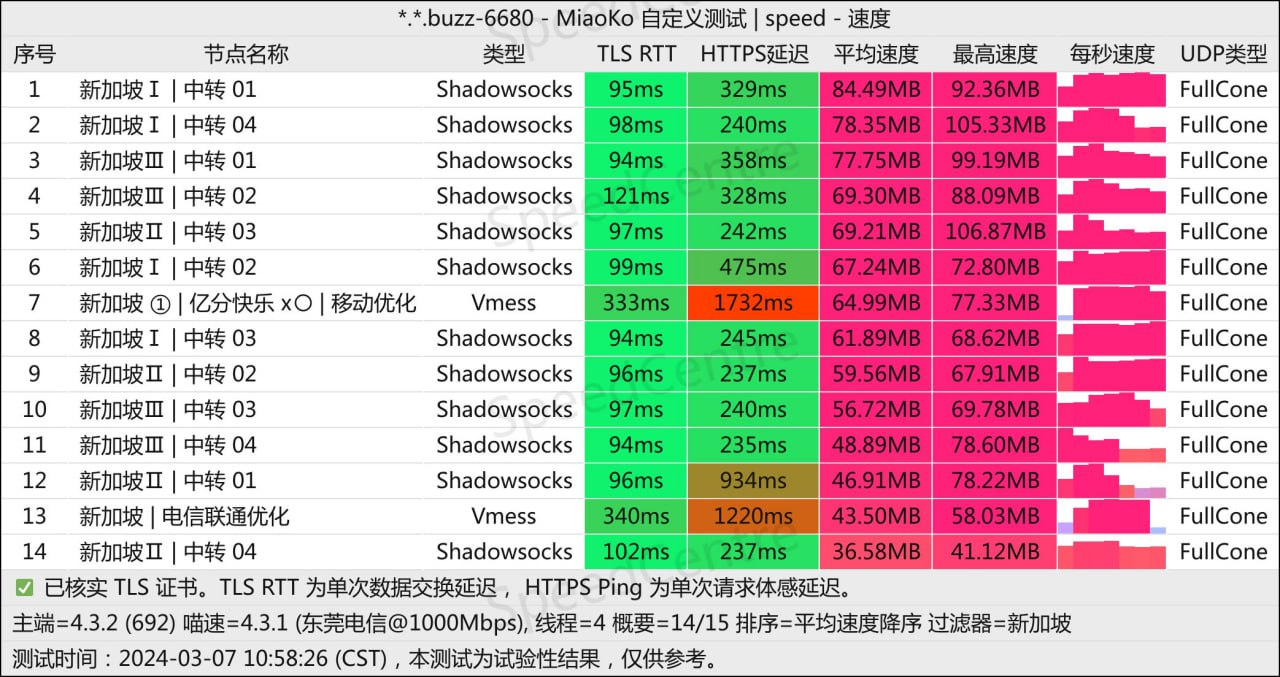 *.*.buzz-6680 - MiaoKo 自定义测试 | speed - 速度
序号 节点名称 类型 TLS RTT HTTPS延迟 平均速度 最高速度 每秒速度 UDP类型
1 新加坡Ⅰ | 中转 01 Shadowsocks 95ms 329ms 84.49MB 92.36MB FullCone
2 新加坡Ⅰ | 中转 04 Shadowsocks 98ms 240ms 78.35MB 105.33MB FullCone
3 新加坡Ⅲ | 中转 01 Shadowsocks 94ms 358ms 77.75MB 99.19MB FullCone
4 新加坡Ⅲ | 中转 02 Shadowsocks 121ms 328ms 69.30MB 88.09MB FullCone
5 新加坡Ⅱ | 中转 03 Shadowsocks 97ms 242ms 69.21MB 106.87MB FullCone
6 新加坡Ⅰ | 中转 02 Shadowsocks 99ms 475ms 67.24MB 72.80MB FullCone
7 新加坡 ① | 亿分快乐 x〇 | 移动优化 Vmess 333ms 1732ms 64.99MB 77.33MB FullCone
8 新加坡Ⅰ | 中转 03 Shadowsocks 94ms 245ms 61.89MB 68.62MB FullCone
9 新加坡Ⅱ | 中转 02 Shadowsocks 96ms 237ms 59.56MB 67.91MB FullCone
10 新加坡Ⅲ | 中转 03 Shadowsocks 97ms 240ms 56.72MB 69.78MB FullCone
11 新加坡Ⅲ | 中转 04 Shadowsocks 94ms 235ms 48.89MB 78.60MB FullCone
12 新加坡Ⅱ | 中转 01 Shadowsocks 96ms 934ms 46.91MB 78.22MB FullCone
13 新加坡 | 电信联通优化 Vmess 340ms 1220ms 43.50MB 58.03MB FullCone
14 新加坡Ⅱ | 中转 04 Shadowsocks 102ms 237ms 36.58MB 41.12MB FullCone
✅ 已核实 TLS 证书。TLS RTT 为单次数据交换延迟， HTTPS Ping 为单次请求体感延迟。
主端=4.3.2 (692) 喵速=4.3.1 (东莞电信@1000Mbps), 线程=4 概要=14/15 排序=平均速度降序 过滤器=新加坡
测试时间：2024-03-07 10:58:26 (CST)，本测试为试验性结果，仅供参考。
SpeedCentre
SpeedCentre
SpeedCentre
SpeedCentre